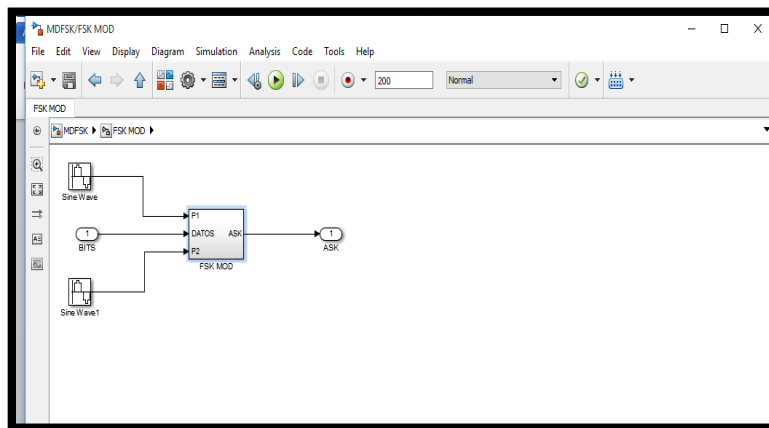 MDFSK/FSK MOD
File Edit View Display Diagram Simulation Analysis Code Tools Help
200 Normal
FSK MOD
MDFSK FSK MOD
Sine Wave
P1
1 DATOS ASK 1
BITS ASK
P2
FSK MOD
Sine Wave1